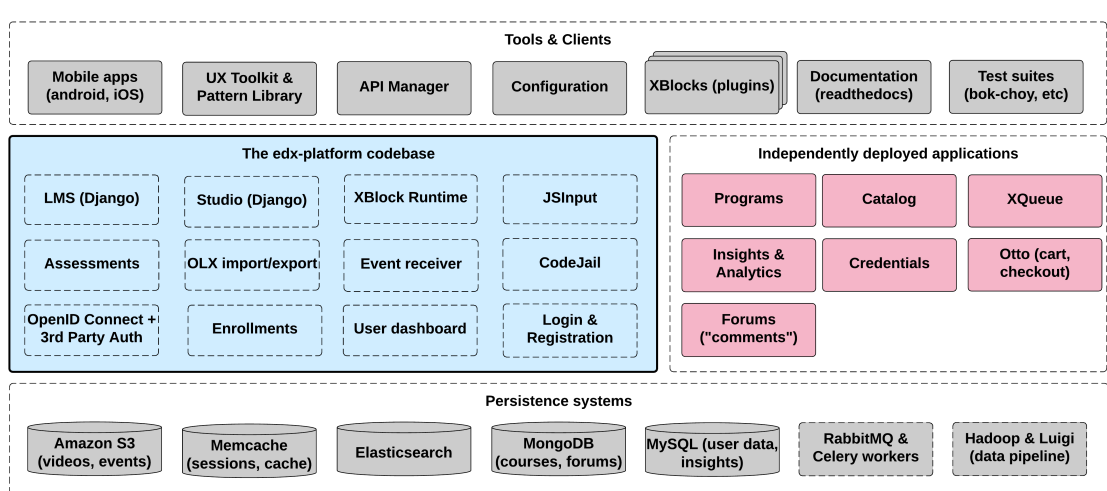 Tools & Clients
Mobile apps
(android, iOS)
UX Toolkit &
Pattern Library
API Manager
Configuration
XBlocks (plugins)
Documentation
(readthedocs)
Test suites
(bok-choy, etc)
The edx-platform codebase
LMS (Django)
Studio (Django)
XBlock Runtime
JSInput
Assessments
OLX import/export
Event receiver
CodeJail
OpenID Connect +
3rd Party Auth
Enrollments
User dashboard
Login &
Registration
Independently deployed applications
Programs
Catalog
XQueue
Insights &
Analytics
Credentials
Otto (cart,
checkout)
Forums
("comments")
Persistence systems
Amazon S3
(videos, events)
Memcache
(sessions, cache)
Elasticsearch
MongoDB
(courses, forums)
MySQL (user data,
insights)
RabbitMQ &
Celery workers
Hadoop & Luigi
(data pipeline)